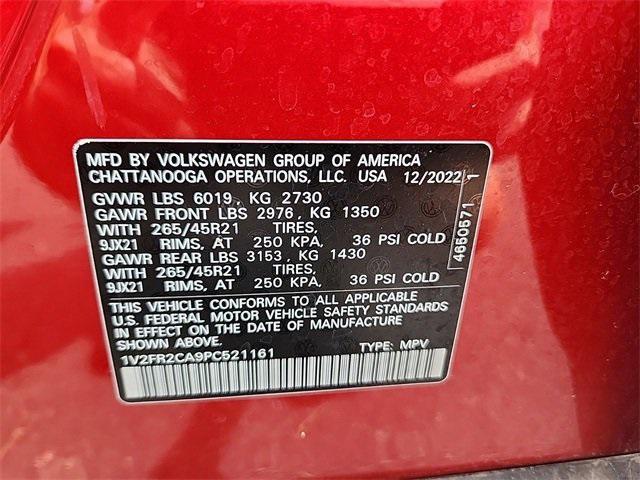 MFD BY VOLKSWAGEN GROUP OF AMERICA
CHATTANOOGA OPERATIONS, LLC. USA 12/2022
GVWR LBS 6019, KG 2730
GAWR FRONT LBS 2976, KG 1350
WITH 265/45R21 TIRES,
9JX21 RIMS, AT 250 KPA, 36 PSI COLD
GAWR REAR LBS 3153, KG 1430
WITH 265/45R21 TIRES,
9JX21 RIMS, AT 250 KPA, 36 PSI COLD
THIS VEHICLE CONFORMS TO ALL APPLICABLE
U.S. FEDERAL MOTOR VEHICLE SAFETY STANDARDS
IN EFFECT ON THE DATE OF MANUFACTURE
1V2FR2CA9PC521161 TYPE: MPV
4650571 1